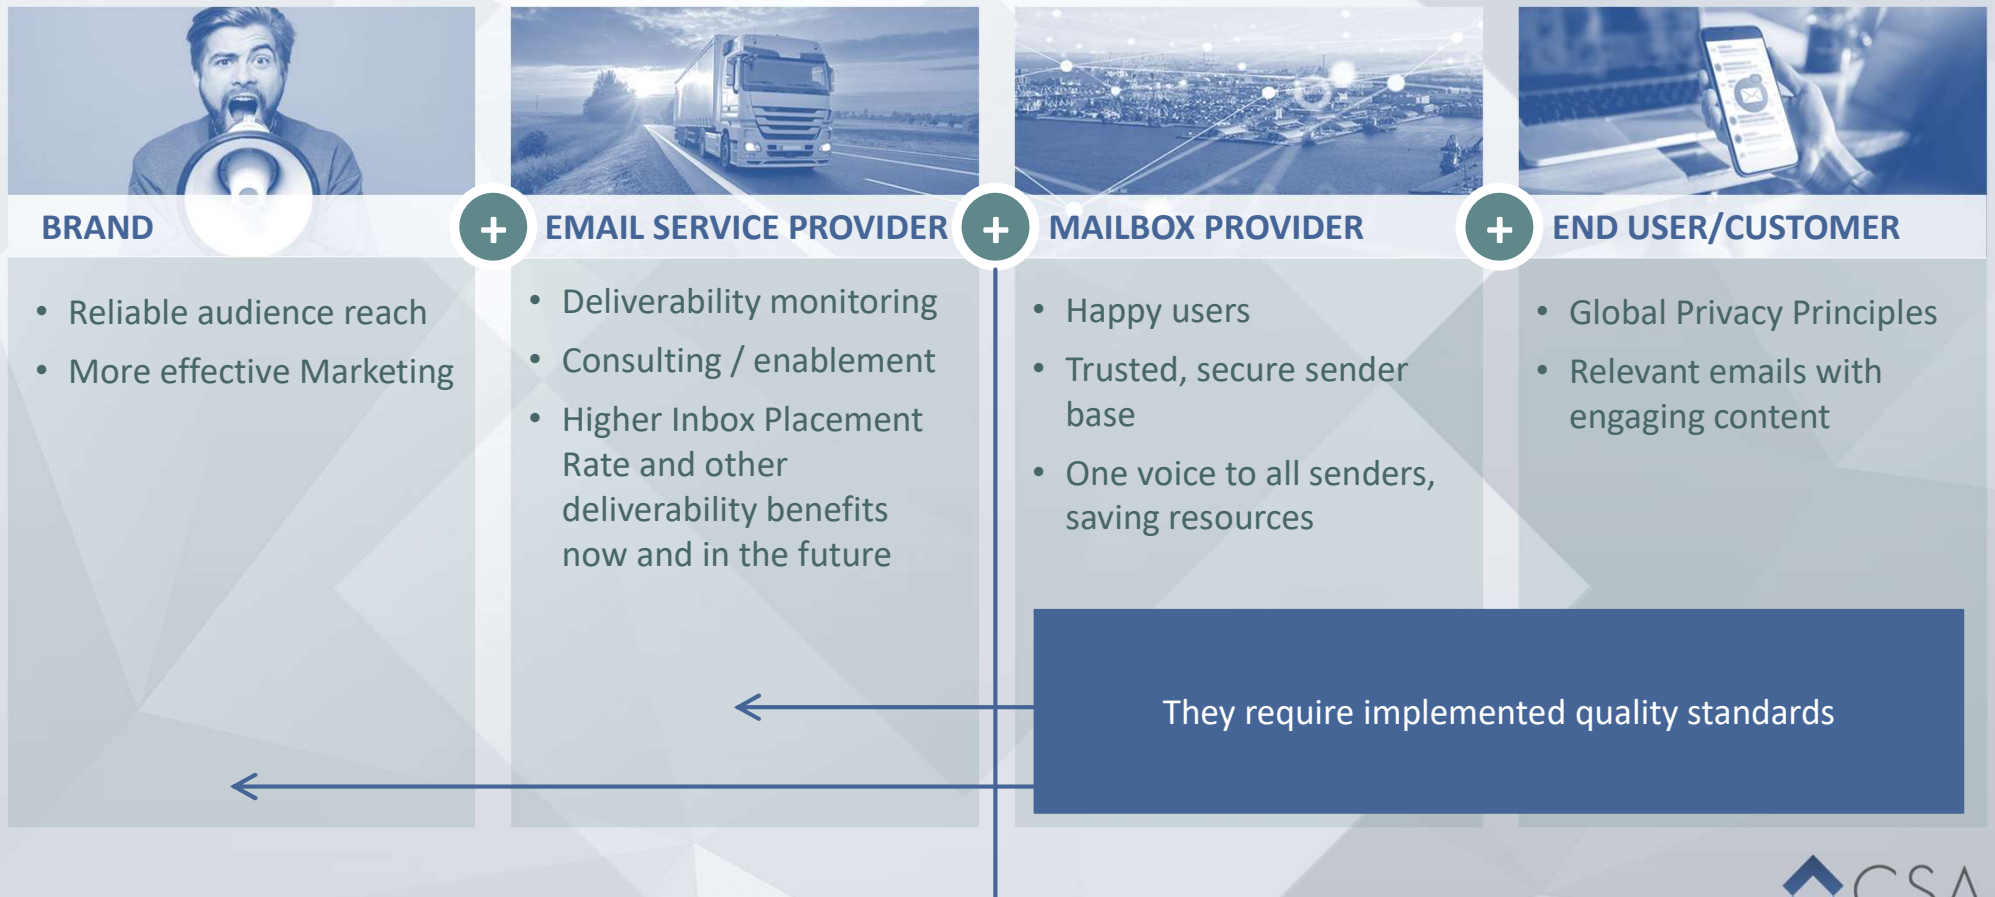 BRAND
+
EMAIL SERVICE PROVIDER
+
MAILBOX PROVIDER
+
END USER/CUSTOMER
• Reliable audience reach
• More effective Marketing
• Deliverability monitoring
• Consulting / enablement
• Higher Inbox Placement
Rate and other
deliverability benefits
now and in the future
• Happy users
• Trusted, secure sender
base
• One voice to all senders,
saving resources
• Global Privacy Principles
• Relevant emails with
engaging content
They require implemented quality standards
CSA